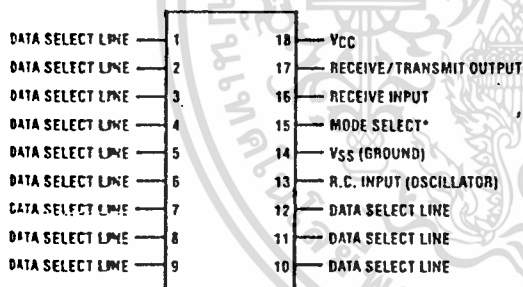 DATA SELECT LINE 1 18 VCC
DATA SELECT LINE 2 17 RECEIVE/TRANSMIT OUTPUT
DATA SELECT LINE 3 16 RECEIVE INPUT
DATA SELECT LINE 4 15 MODE SELECT*
DATA SELECT LINE 5 14 VSS (GROUND)
DATA SELECT LINE 6 13 R.C. INPUT (OSCILLATOR)
DATA SELECT LINE 7 12 DATA SELECT LINE
DATA SELECT LINE 8 11 DATA SELECT LINE
DATA SELECT LINE 9 10 DATA SELECT LINE